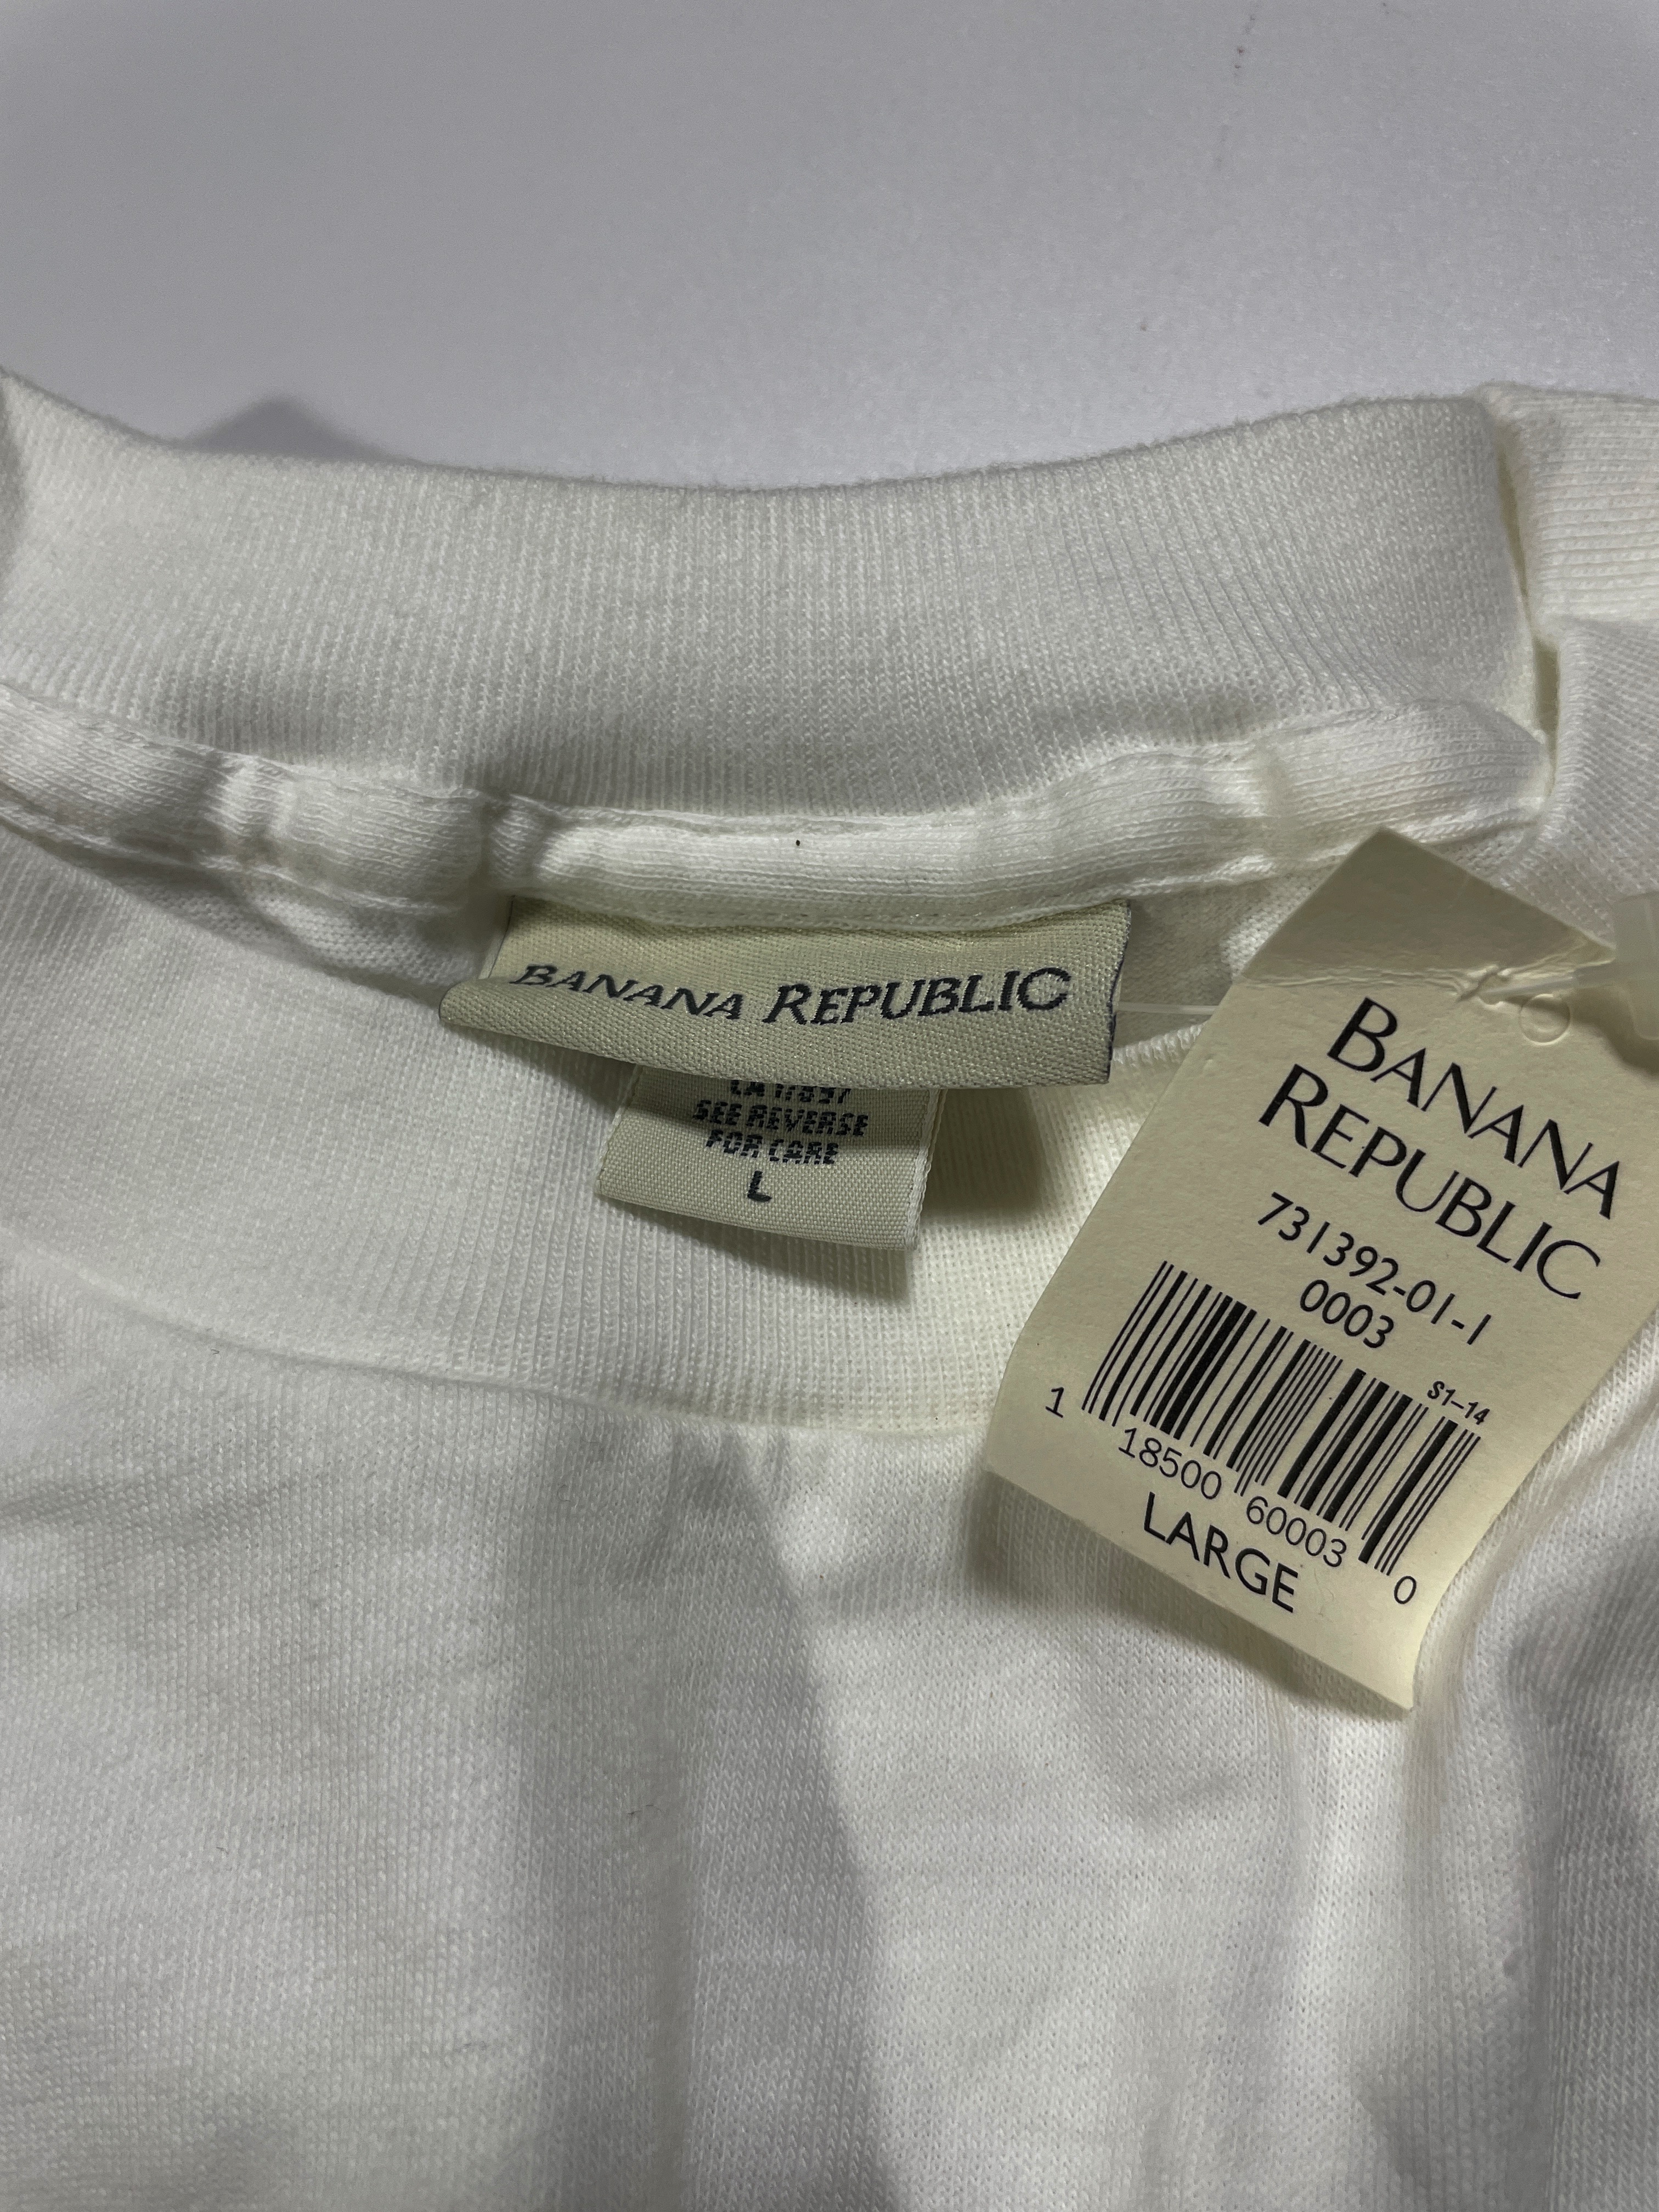 BANANA REPUBLIC
SEE REVERSE
FOR CARE
L
BANANA
REPUBLIC
731392-01-1
0003
S1-14
1 18500 60003 0
LARGE